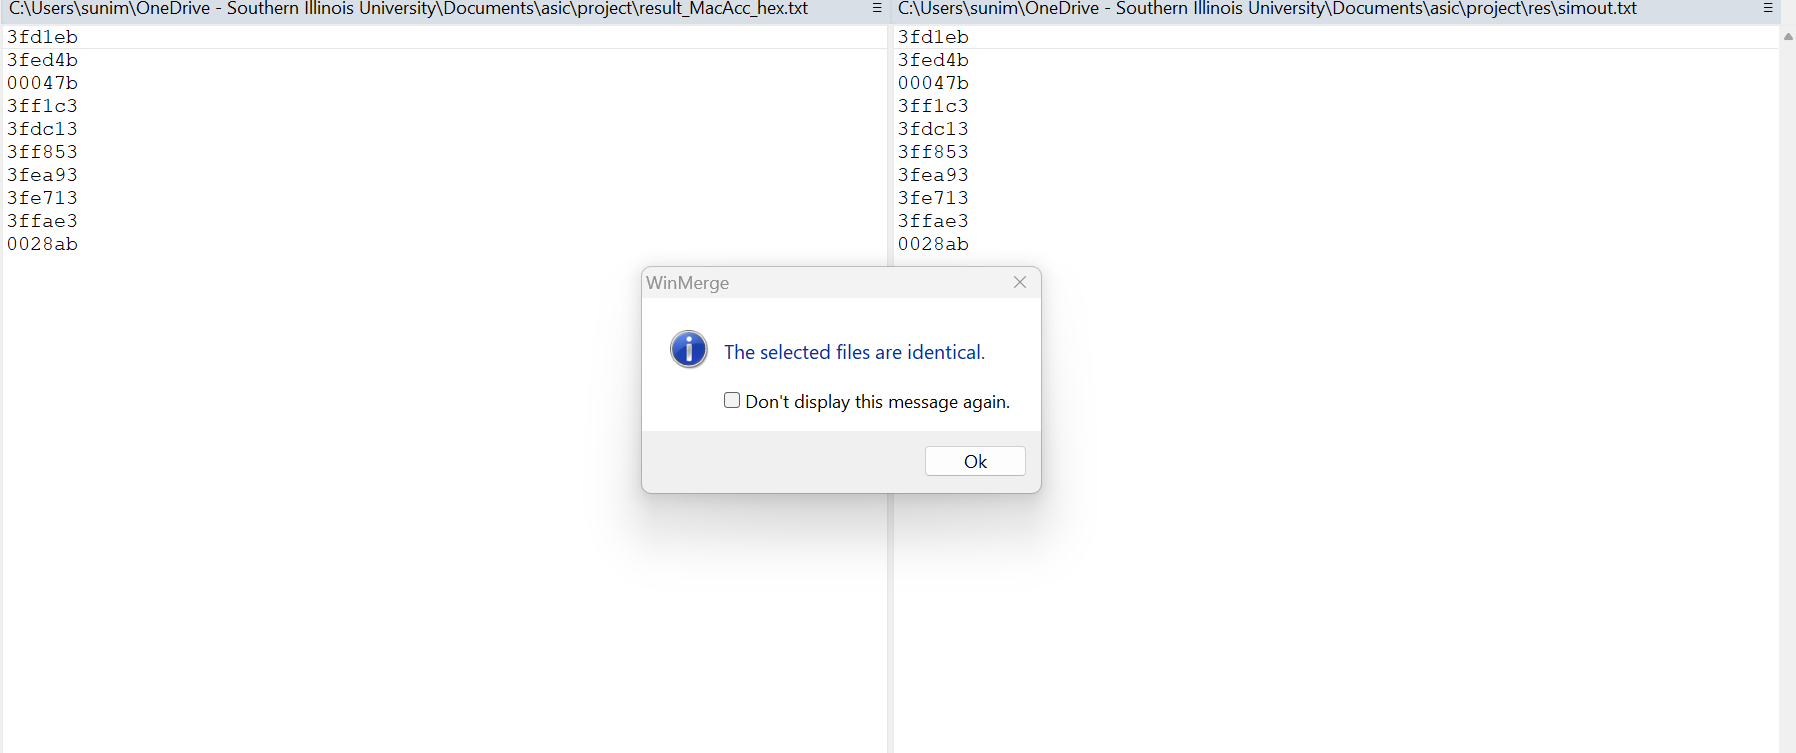 C:\Users\sunim\OneDrive - Southern Illinois University\Documents\asic\project\result_MacAcc_hex.txt
3fd1eb
3fed4b
00047b
3ff1c3
3fdc13
3ff853
3fea93
3fe713
3ffae3
0028ab
C:\Users\sunim\OneDrive - Southern Illinois University\Documents\asic\project\res\simout.txt
3fd1eb
3fed4b
00047b
3ff1c3
3fdc13
3ff853
3fea93
3fe713
3ffae3
0028ab
WinMerge
The selected files are identical.
Don't display this message again.
Ok